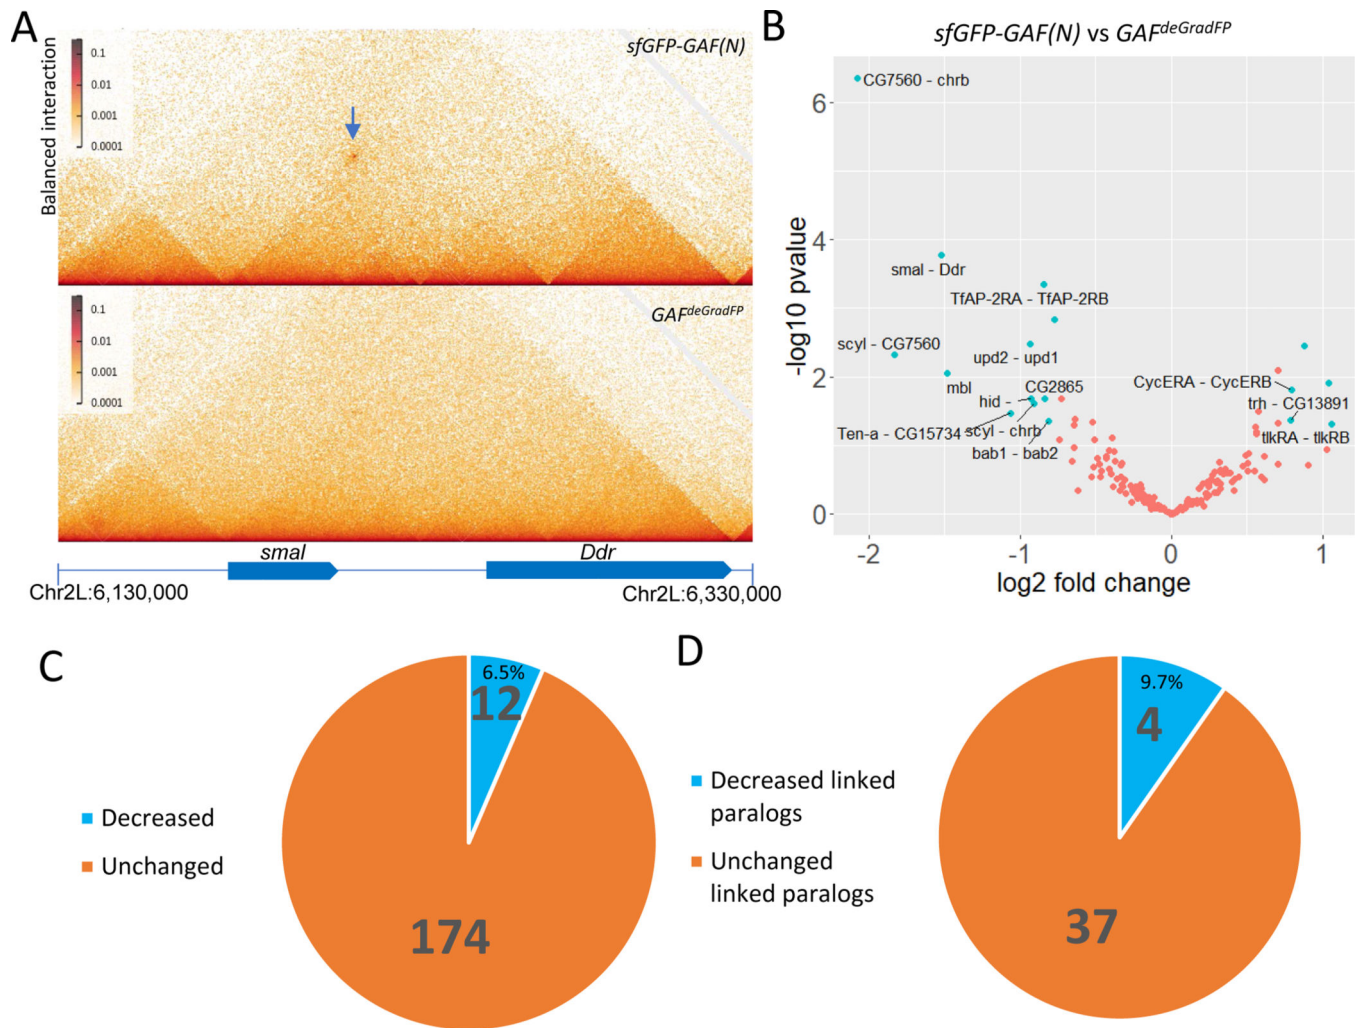 A
Balanced interaction
0.1
0.01
0.001
0.0001
sfGFP-GAF(N)
0.1
0.01
0.001
0.0001
GAFdeGradFP
smal
Ddr
Chr2L:6,130,000
Chr2L:6,330,000
B
sfGFP-GAF(N) vs GAFdeGradFP
-log10 pvalue
6
4
2
0
CG7560 - chrb
smal - Ddr
TfAP-2RA - TfAP-2RB
scyl - CG7560
upd2 - upd1
mbl
CG2865
hid -
Ten-a - CG15734
scyl - chrb
bab1 - bab2
CycERA - CycERB
trh - CG13891
tlkRA - tlkRB
-2
-1
0
1
log2 fold change
C
6.5%
12
174
Decreased
Unchanged
D
9.7%
4
37
Decreased linked
paralogs
Unchanged
linked paralogs